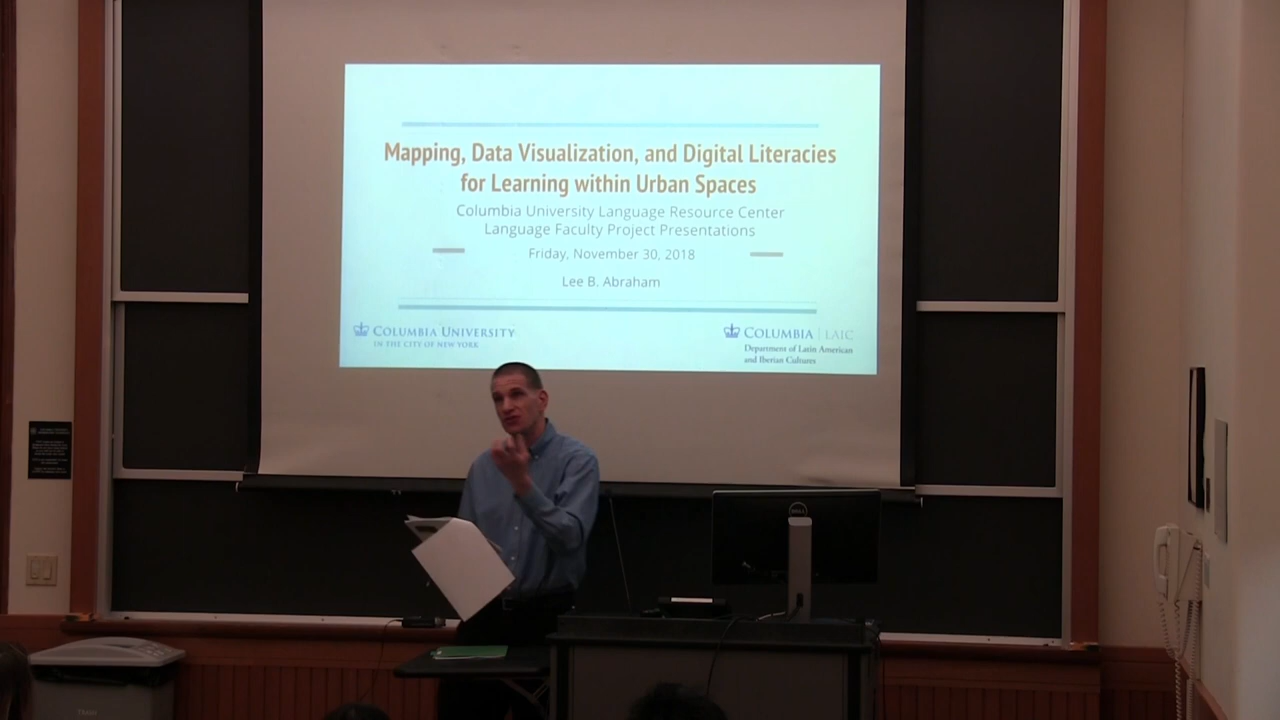 Mapping, Data Visualization, and Digital Literacies
for Learning within Urban Spaces
Columbia University Language Resource Center
Language Faculty Project Presentations
Friday, November 30, 2018
Lee B. Abraham
COLUMBIA UNIVERSITY
IN THE CITY OF NEW YORK
COLUMBIA | LAIC
Department of Latin American
and Iberian Cultures
DELL
TRASH